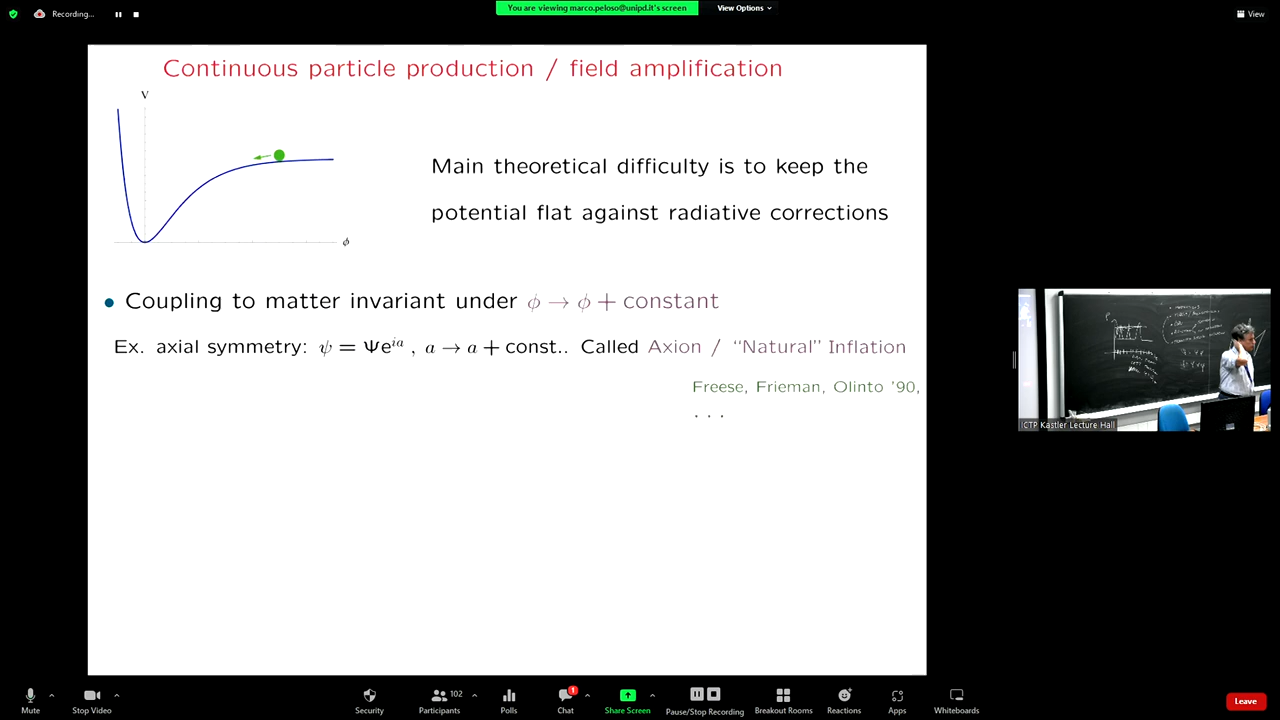 Recording...
You are viewing marco.peloso@unipd.it's screen
View Options
View
Continuous particle production / field amplification
V
ϕ
Main theoretical difficulty is to keep the
potential flat against radiative corrections
• Coupling to matter invariant under ϕ → ϕ + constant
Ex. axial symmetry: ψ = Ψe^{ia} , a → a + const.. Called Axion / “Natural” Inflation
Freese, Frieman, Olinto ’90,
. . .
ICTP Kastler Lecture Hall
Mute
Stop Video
Security
Participants
102
Polls
Chat
1
Share Screen
Pause/Stop Recording
Breakout Rooms
Reactions
Apps
Whiteboards
Leave